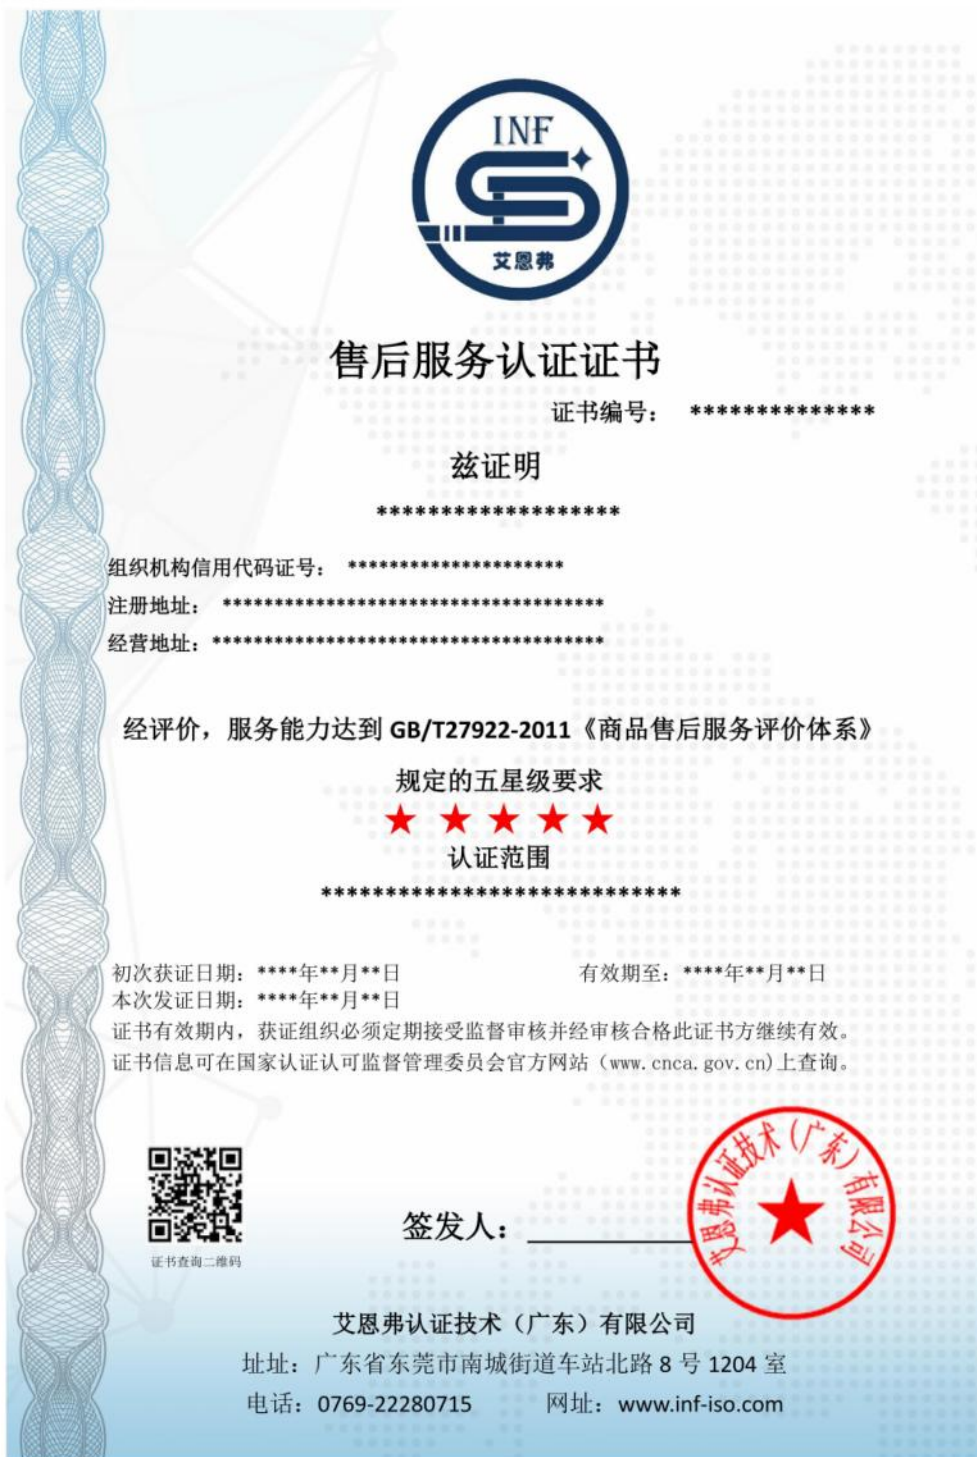 INF
艾恩弗
售后服务认证证书
证书编号： **************
兹证明
*******************
组织机构信用代码证号： *********************
注册地址： *************************************
经营地址：**************************************
经评价，服务能力达到 GB/T27922-2011《商品售后服务评价体系》
规定的五星级要求
★ ★ ★ ★ ★
认证范围
****************************
初次获证日期：****年**月**日 有效期至：****年**月**日
本次发证日期：****年**月**日
证书有效期内，获证组织必须定期接受监督审核并经审核合格此证书方继续有效。
证书信息可在国家认证认可监督管理委员会官方网站（www.cnca.gov.cn)上查询。
证书查询二维码
签发人：
艾恩弗认证技术（广东）有限公司
艾恩弗认证技术（广东）有限公司
址址：广东省东莞市南城街道车站北路 8 号 1204 室
电话：0769-22280715 网址：www.inf-iso.com